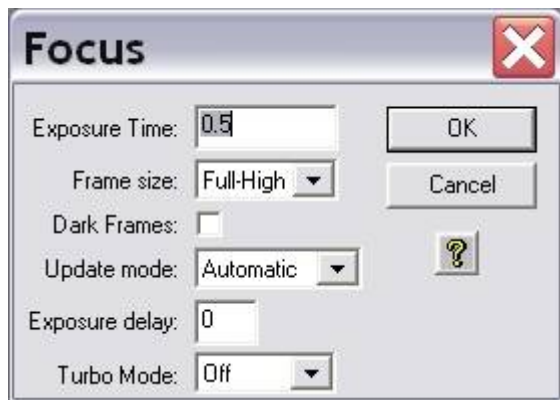 Focus
Exposure Time: 0.5 OK
Frame size: Full-High Cancel
Dark Frames:
Update mode: Automatic ?
Exposure delay: 0
Turbo Mode: Off